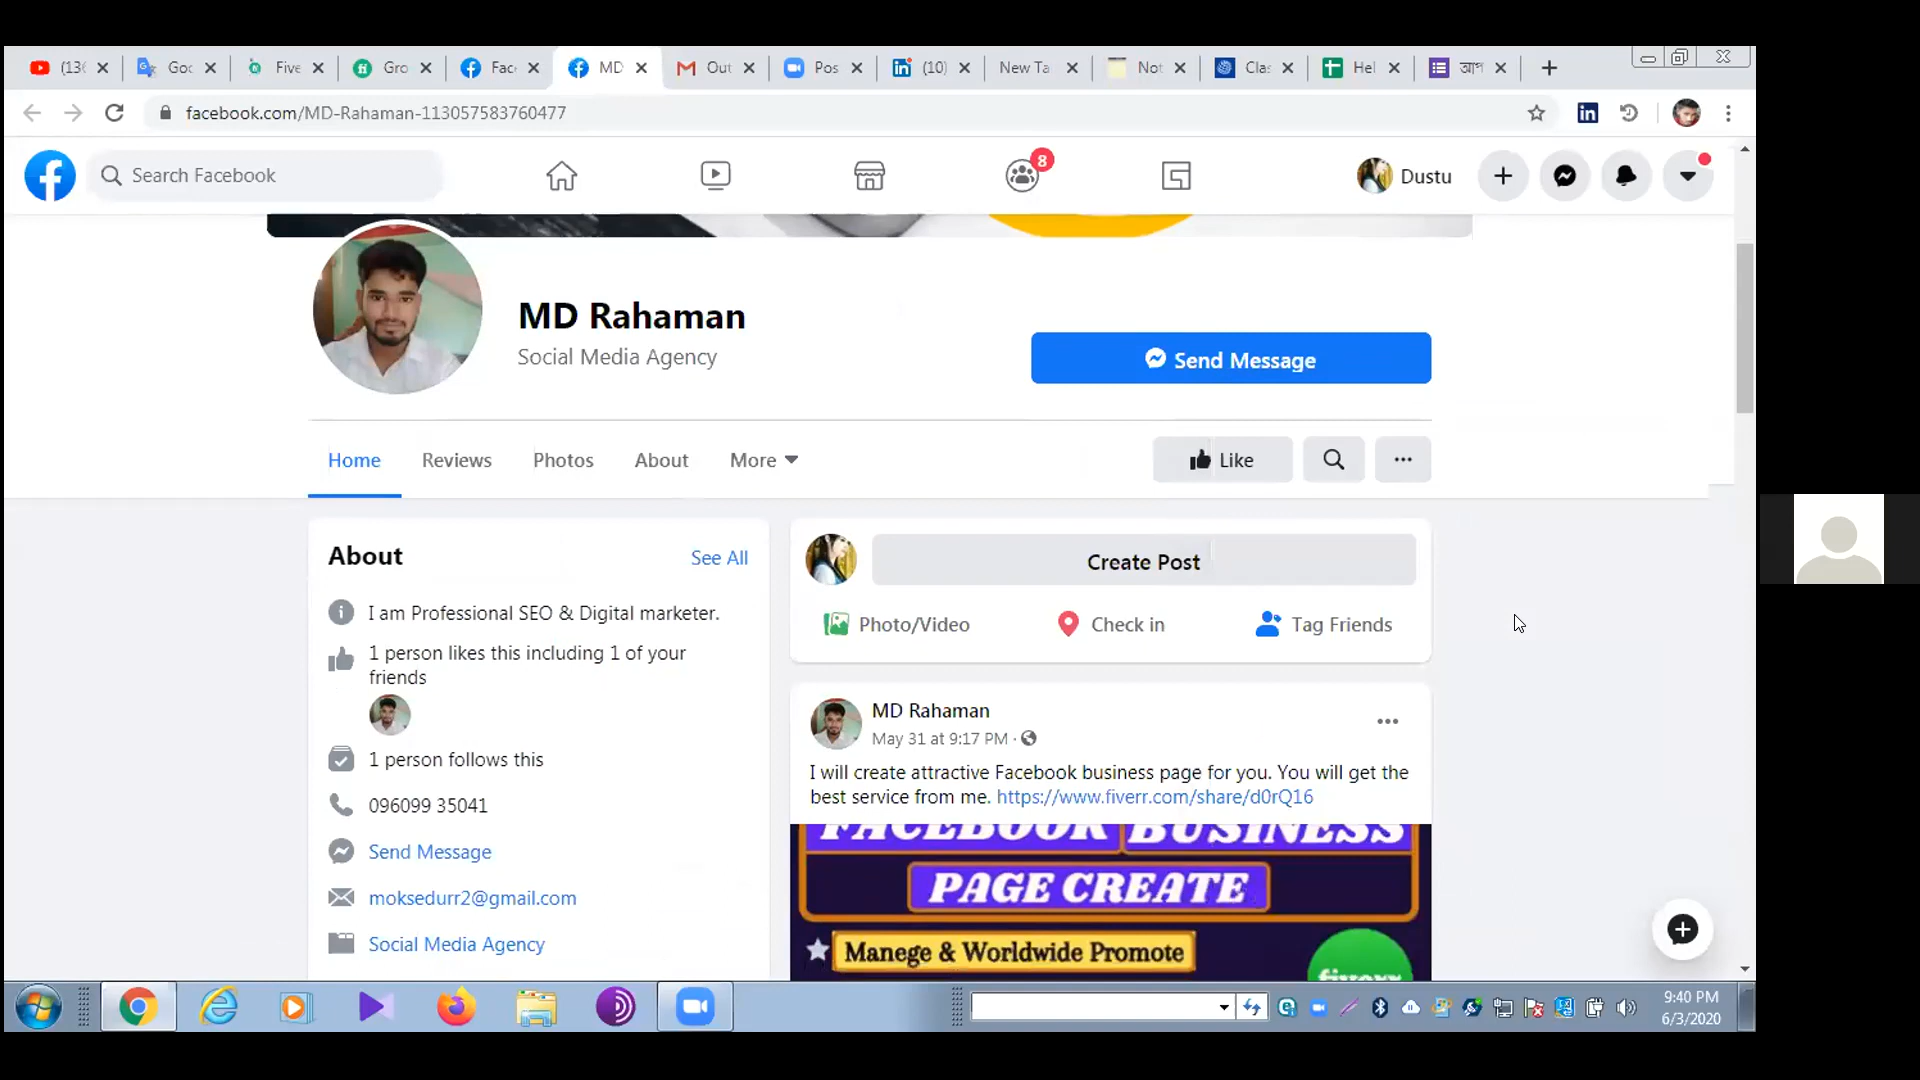 (13
Goc
Five
Gro
Fac
MD
Out
Pos
(10)
New Ta
Not
Cla
Hel
আপ
facebook.com/MD-Rahaman-113057583760477
Search Facebook
8
Dustu
MD Rahaman
Social Media Agency
Send Message
Home
Reviews
Photos
About
More
Like
About
See All
I am Professional SEO & Digital marketer.
1 person likes this including 1 of your
friends
1 person follows this
096099 35041
Send Message
moksedurr2@gmail.com
Social Media Agency
Create Post
Photo/Video
Check in
Tag Friends
MD Rahaman
May 31 at 9:17 PM ·
I will create attractive Facebook business page for you. You will get the
best service from me. https://www.fiverr.com/share/d0rQ16
FACEBOOK BUSINESS
PAGE CREATE
Manege & Worldwide Promote
fiverr
9:40 PM
6/3/2020